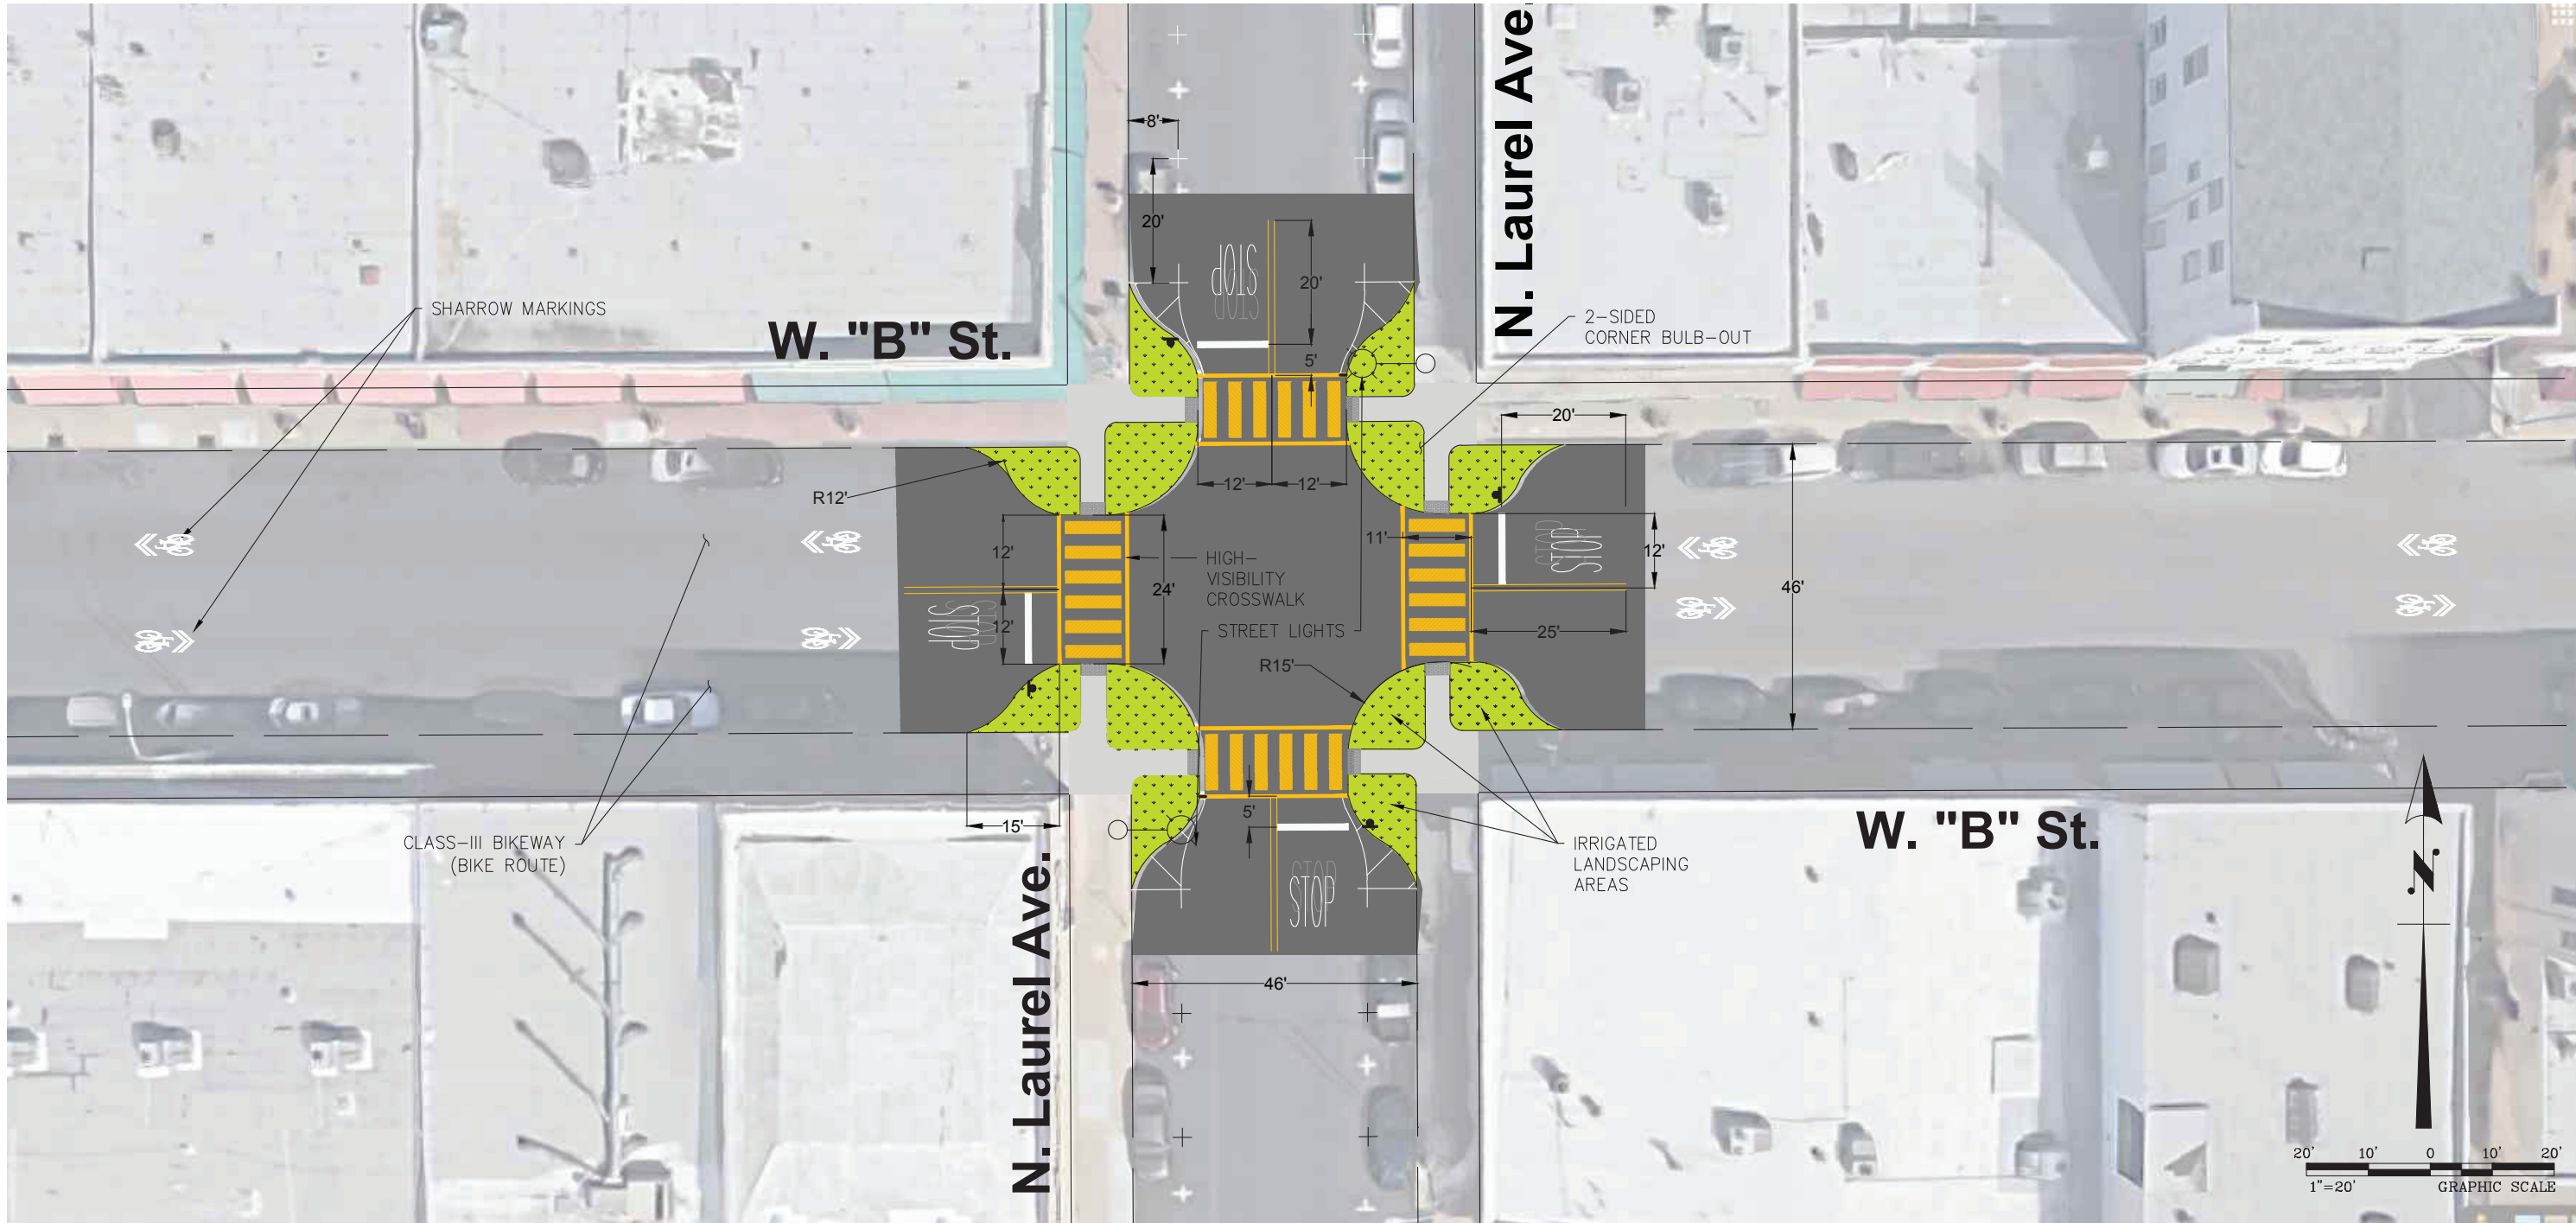 N. Laurel Ave.
8'
20'
STOP
20'
SHARROW MARKINGS
W. "B" St.
2-SIDED
CORNER BULB-OUT
5'
20'
R12'
12'
12'
11'
STOP
12'
12'
HIGH-
VISIBILITY
CROSSWALK
24'
46'
STOP
12'
STREET LIGHTS
25'
R15'
5'
15'
CLASS-III BIKEWAY
(BIKE ROUTE)
N. Laurel Ave.
STOP
IRRIGATED
LANDSCAPING
AREAS
W. "B" St.
N
46'
20' 10' 0 10' 20'
1"=20' GRAPHIC SCALE